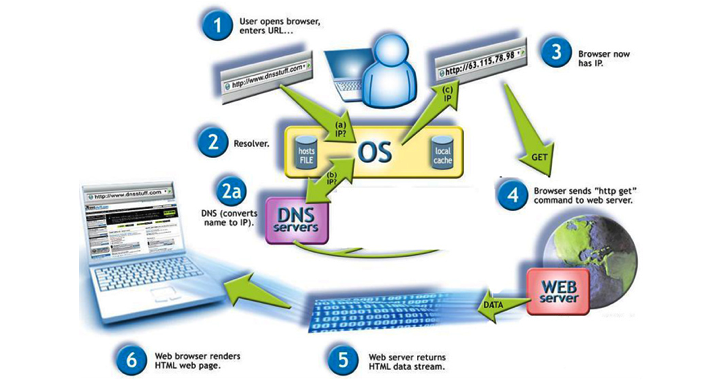 1
User opens browser,
enters URL...
http://www.dnsstuff.com
http://63.115.78.98
3
Browser now
has IP.
(a)
IP?
(c)
IP
2
Resolver.
hosts
FILE
OS
local
cache
GET
(b)
IP?
2a
DNS (converts
name to IP).
DNS
servers
4
Browser sends "http get"
command to web server.
http://www.dnsstuff.com
WEB
server
DATA
6
Web browser renders
HTML web page.
5
Web server returns
HTML data stream.